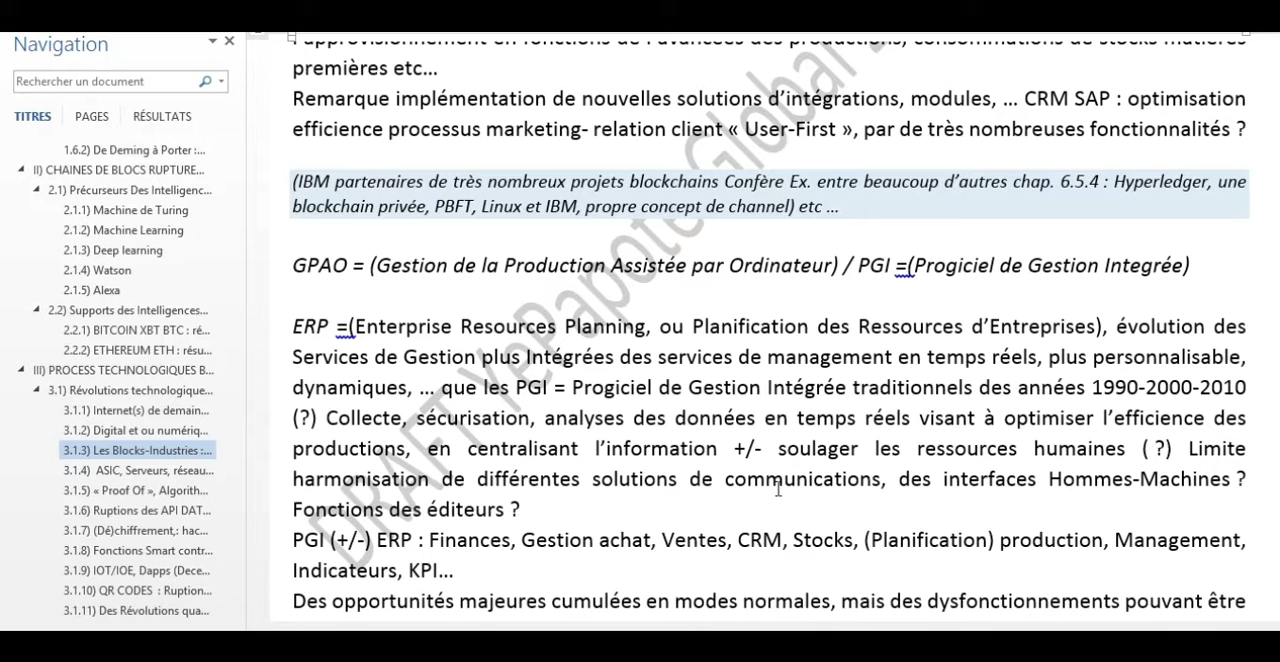 Navigation
Rechercher un document
TITRES PAGES RÉSULTATS
1.6.2) De Deming à Porter :...
II) CHAINES DE BLOCS RUPTURE...
2.1) Précurseurs Des Intelligenc...
2.1.1) Machine de Turing
2.1.2) Machine Learning
2.1.3) Deep learning
2.1.4) Watson
2.1.5) Alexa
2.2) Supports des Intelligences...
2.2.1) BITCOIN XBT BTC : ré...
2.2.2) ETHEREUM ETH : résu...
III) PROCESS TECHNOLOGIQUES B...
3.1) Révolutions technologique...
3.1.1) Internet(s) de demain...
3.1.2) Digital et ou numériq...
3.1.3) Les Blocks-Industries :...
3.1.4) ASIC, Serveurs, réseau...
3.1.5) « Proof Of », Algorith...
3.1.6) Ruptions des API DAT...
3.1.7) (Dé)chiffrement,: hac...
3.1.8) Fonctions Smart contr...
3.1.9) IOT/IOE, Dapps (Dece...
3.1.10) QR CODES : Ruption...
3.1.11) Des Révolutions qua...
l'approvisionnement en fonctions de l'avancées des productions, consommations de stocks matières
premières etc...
Remarque implémentation de nouvelles solutions d'intégrations, modules, ... CRM SAP : optimisation
efficience processus marketing- relation client « User-First », par de très nombreuses fonctionnalités ?
(IBM partenaires de très nombreux projets blockchains Confère Ex. entre beaucoup d'autres chap. 6.5.4 : Hyperledger, une
blockchain privée, PBFT, Linux et IBM, propre concept de channel) etc ...
GPAO = (Gestion de la Production Assistée par Ordinateur) / PGI =(Progiciel de Gestion Integrée)
ERP =(Enterprise Resources Planning, ou Planification des Ressources d'Entreprises), évolution des
Services de Gestion plus Intégrées des services de management en temps réels, plus personnalisable,
dynamiques, ... que les PGI = Progiciel de Gestion Intégrée traditionnels des années 1990-2000-2010
(?) Collecte, sécurisation, analyses des données en temps réels visant à optimiser l'efficience des
productions, en centralisant l'information +/- soulager les ressources humaines (?) Limite
harmonisation de différentes solutions de communications, des interfaces Hommes-Machines ?
Fonctions des éditeurs ?
PGI (+/-) ERP : Finances, Gestion achat, Ventes, CRM, Stocks, (Planification) production, Management,
Indicateurs, KPI...
Des opportunités majeures cumulées en modes normales, mais des dysfonctionnements pouvant être
DRAFT YePapote Global